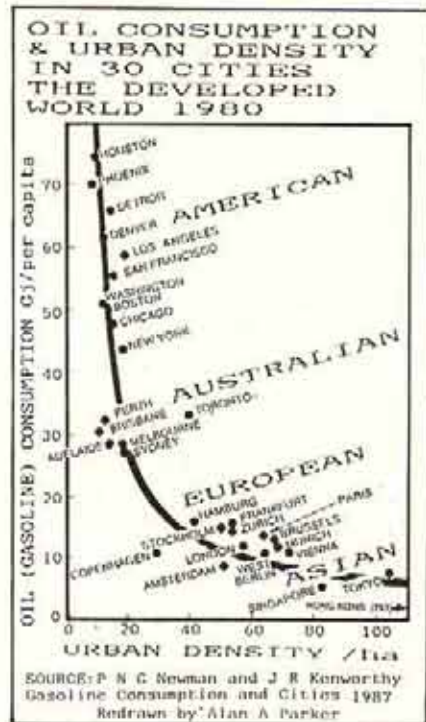 OIL CONSUMPTION
& URBAN DENSITY
IN 30 CITIES
THE DEVELOPED
WORLD 1980
OIL (GASOLINE) CONSUMPTION Gj/per capita
70
60
50
40
30
20
10
0
HOUSTON
PHOENIX
DETROIT
AMERICAN
DENVER
LOS ANGELES
SAN FRANCISCO
WASHINGTON
BOSTON
CHICAGO
NEW YORK
AUSTRALIAN
PERTH
BRISBANE
TORONTO
ADELAIDE
MELBOURNE
SYDNEY
EUROPEAN
HAMBURG
FRANKFURT
PARIS
STOCKHOLM
ZURICH
BRUSSELS
COPENHAGEN
LONDON
MUNICH
VIENNA
AMSTERDAM
WEST
BERLIN
ASIAN
SINGAPORE
TOKYO
HONG KONG
0 20 40 60 80 100
URBAN DENSITY /ha
SOURCE: P N G Newman and J R Kenworthy
Gasoline Consumption and Cities 1987
Redrawn by Alan A Parker